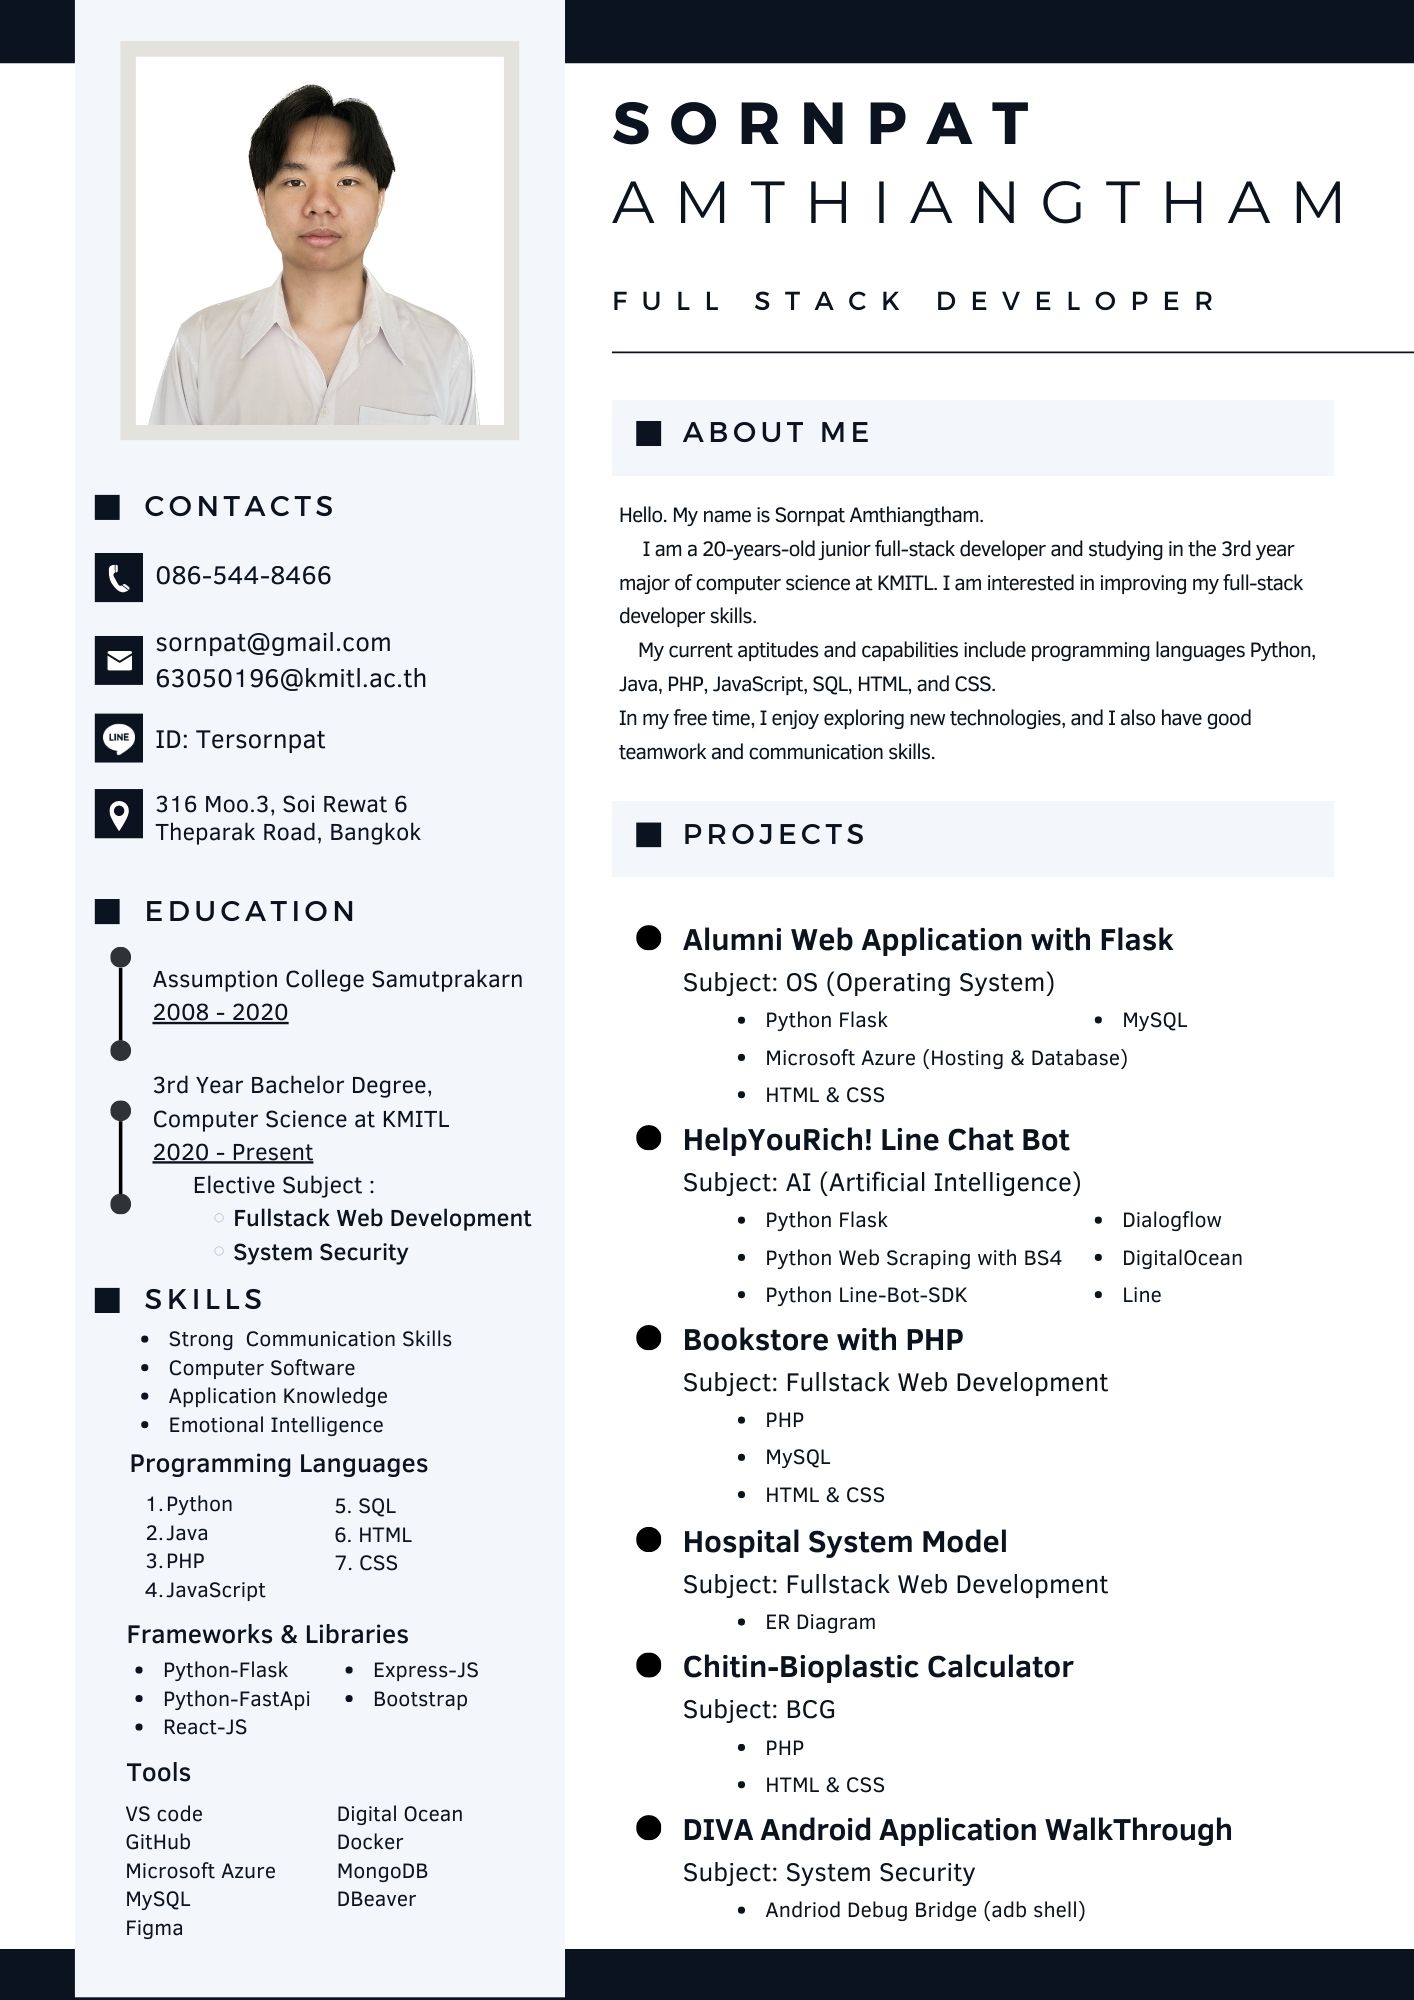 SORNPAT
AMTHIANGTHAM
FULL STACK DEVELOPER
CONTACTS
086-544-8466
sornpat@gmail.com
63050196@kmitl.ac.th
LINE
ID: Tersornpat
316 Moo.3, Soi Rewat 6
Theparak Road, Bangkok
EDUCATION
Assumption College Samutprakarn
2008 - 2020
3rd Year Bachelor Degree,
Computer Science at KMITL
2020 - Present
Elective Subject :
Fullstack Web Development
System Security
SKILLS
• Strong  Communication Skills
• Computer Software
• Application Knowledge
• Emotional Intelligence
Programming Languages
1. Python
2. Java
3. PHP
4. JavaScript
5. SQL
6. HTML
7. CSS
Frameworks & Libraries
• Python-Flask
• Python-FastApi
• React-JS
• Express-JS
• Bootstrap
Tools
VS code
GitHub
Microsoft Azure
MySQL
Figma
Digital Ocean
Docker
MongoDB
DBeaver
ABOUT ME
Hello. My name is Sornpat Amthiangtham.
I am a 20-years-old junior full-stack developer and studying in the 3rd year
major of computer science at KMITL. I am interested in improving my full-stack
developer skills.
My current aptitudes and capabilities include programming languages Python,
Java, PHP, JavaScript, SQL, HTML, and CSS.
In my free time, I enjoy exploring new technologies, and I also have good
teamwork and communication skills.
PROJECTS
Alumni Web Application with Flask
Subject: OS (Operating System)
• Python Flask
• Microsoft Azure (Hosting & Database)
• HTML & CSS
• MySQL
HelpYouRich! Line Chat Bot
Subject: AI (Artificial Intelligence)
• Python Flask
• Python Web Scraping with BS4
• Python Line-Bot-SDK
• Dialogflow
• DigitalOcean
• Line
Bookstore with PHP
Subject: Fullstack Web Development
• PHP
• MySQL
• HTML & CSS
Hospital System Model
Subject: Fullstack Web Development
• ER Diagram
Chitin-Bioplastic Calculator
Subject: BCG
• PHP
• HTML & CSS
DIVA Android Application WalkThrough
Subject: System Security
• Andriod Debug Bridge (adb shell)